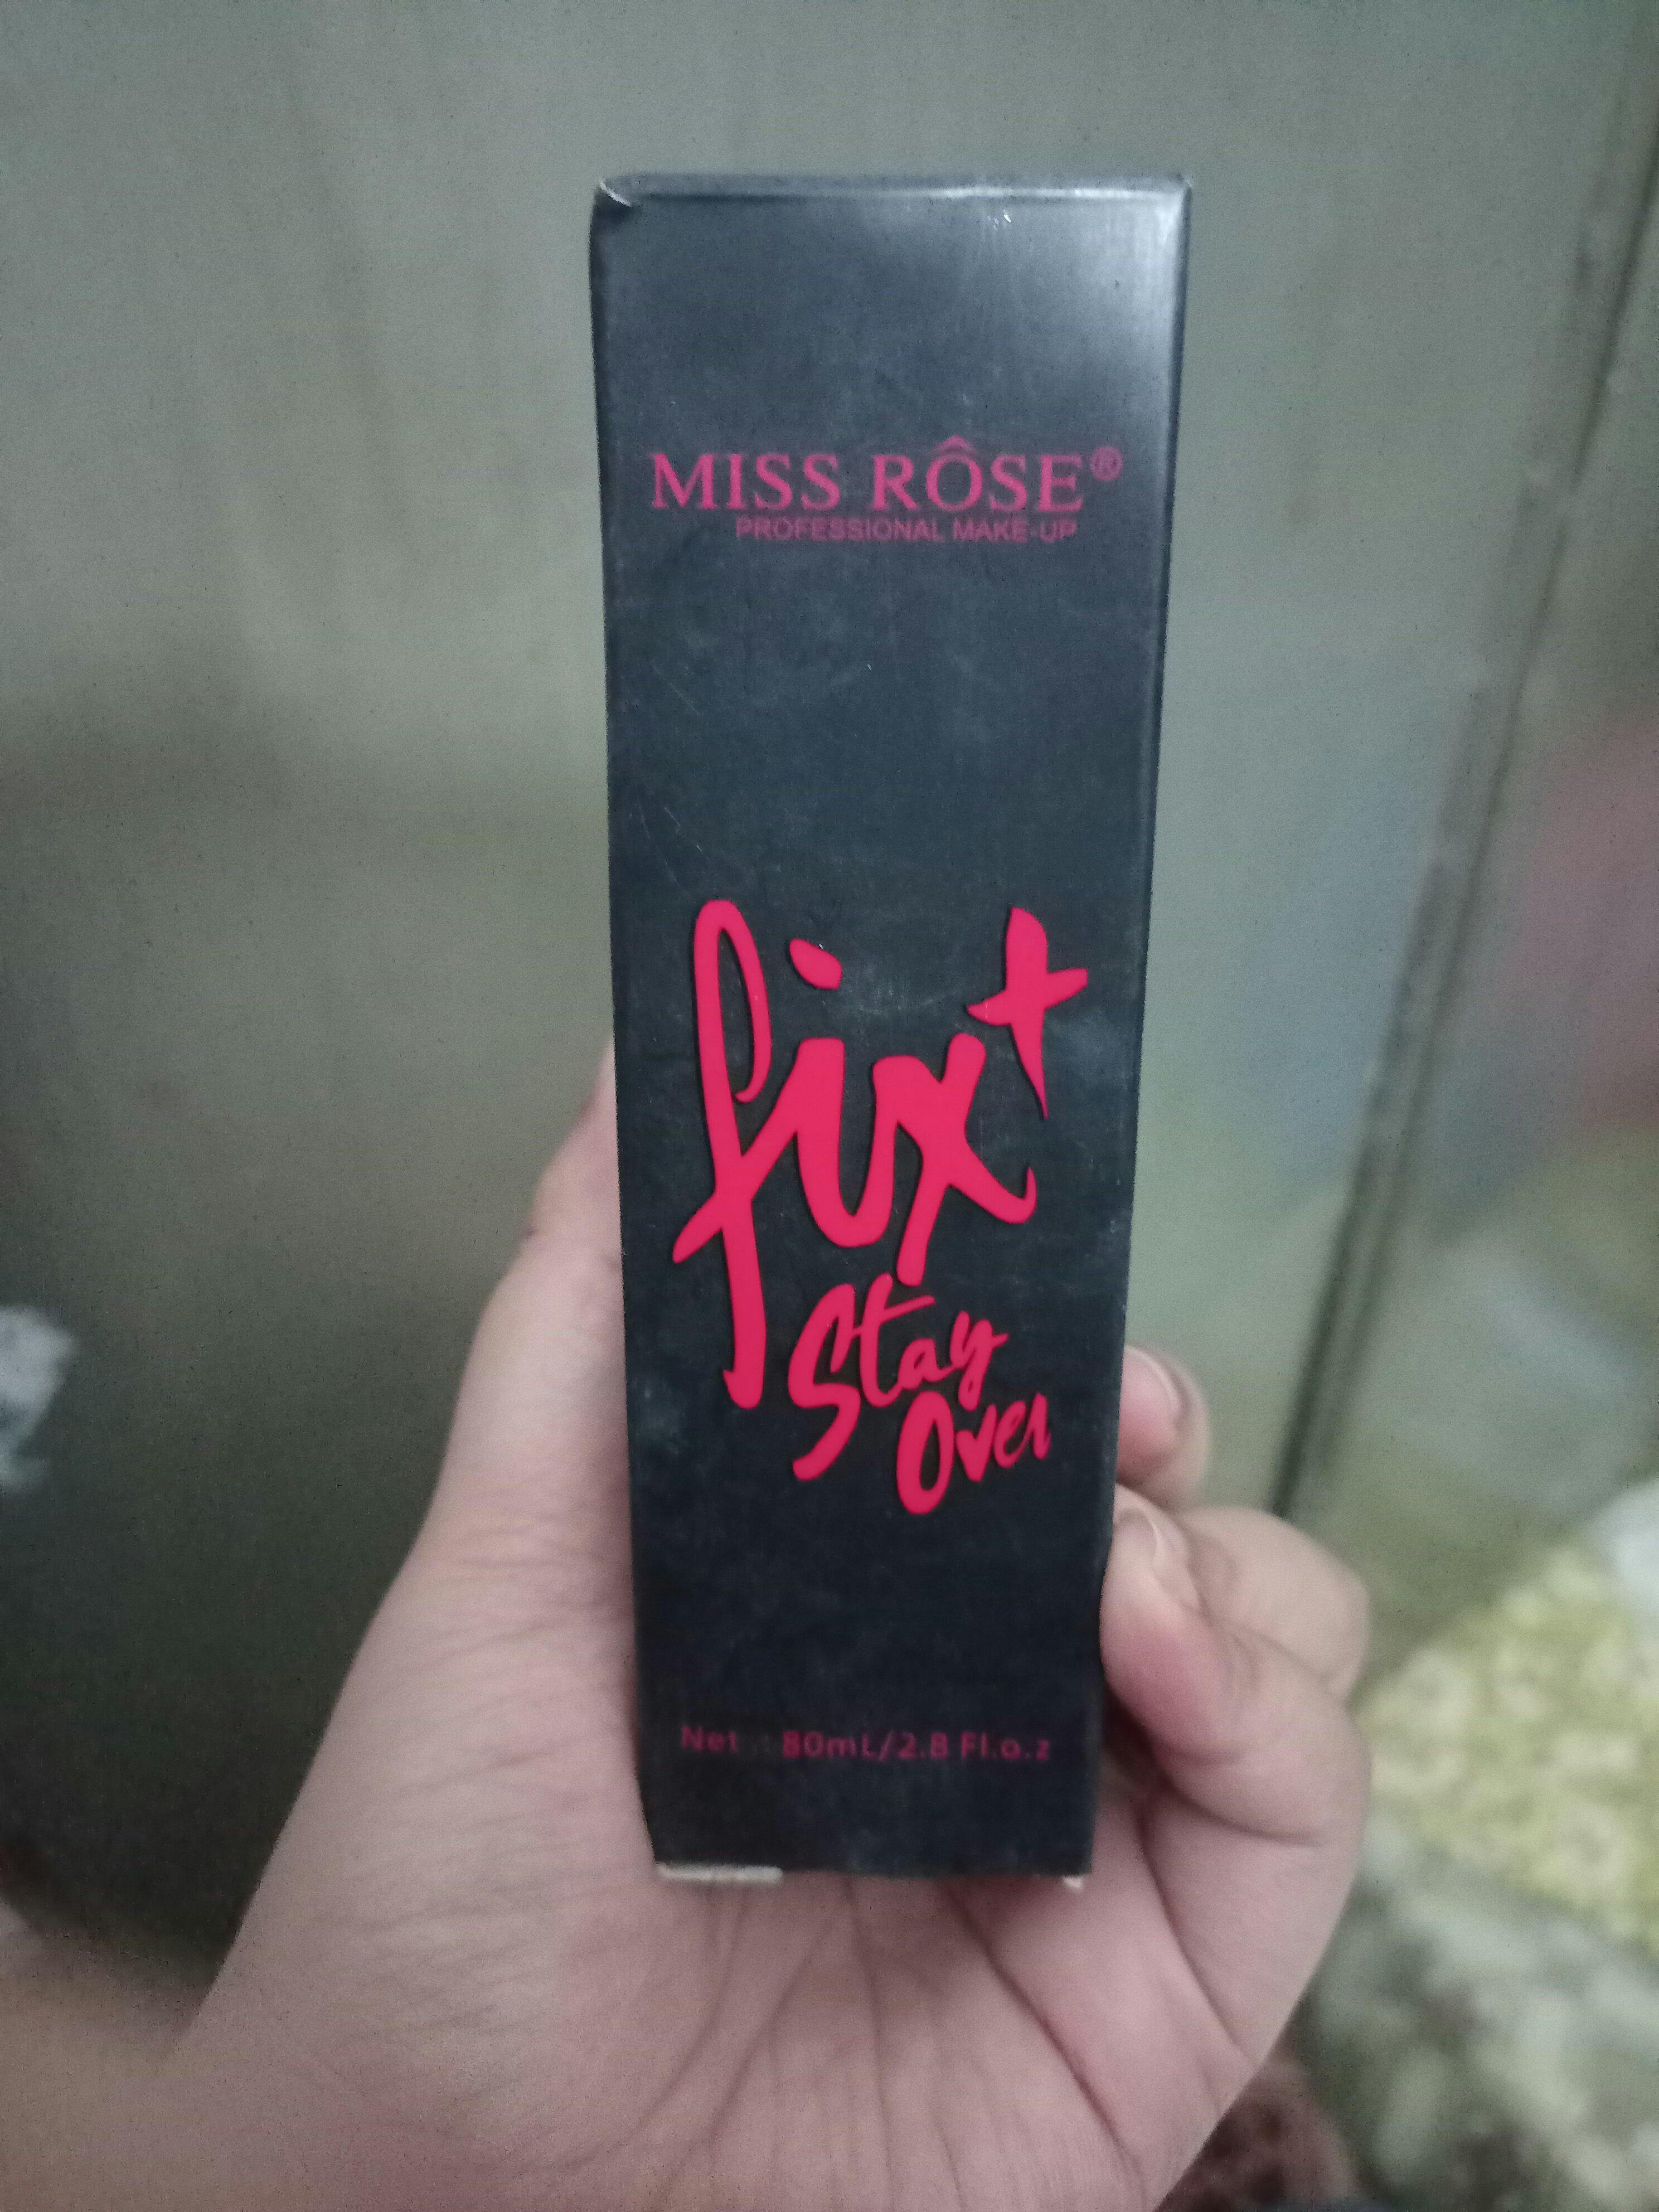 MISS RÔSE®
PROFESSIONAL MAKE-UP
fix+
Stay
Over
Net : 80mL/2.8 Fl.o.z